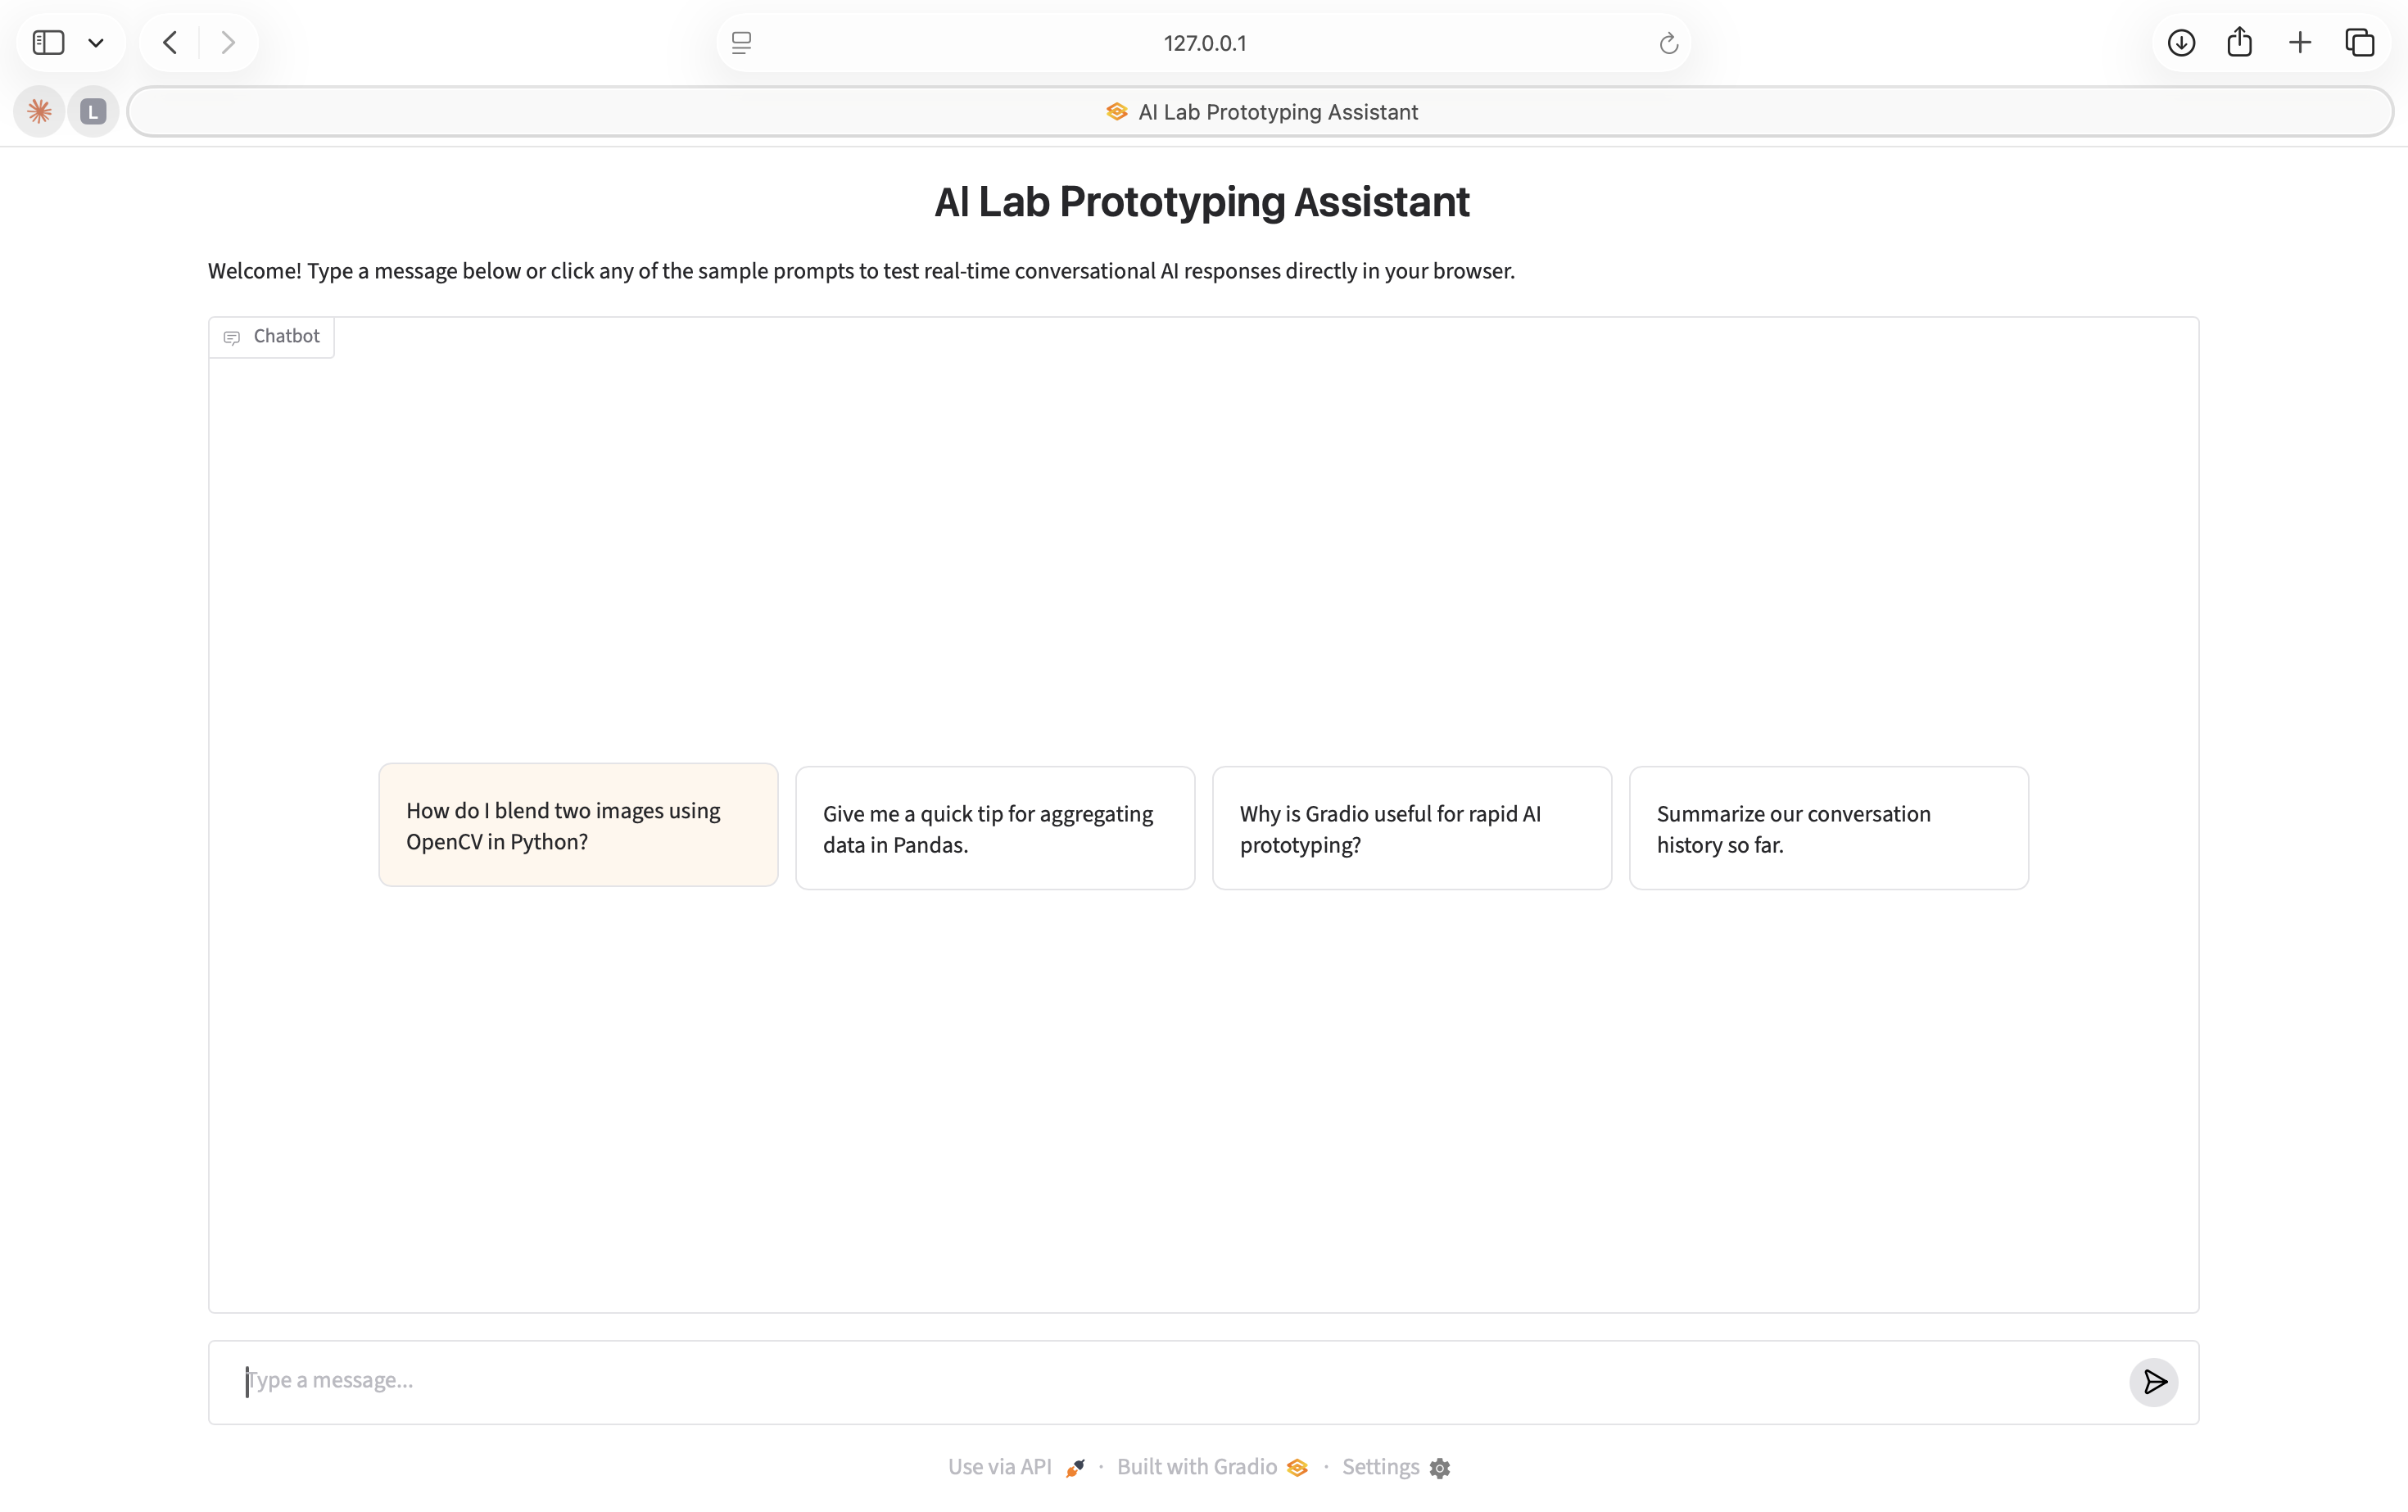 127.0.0.1
L
AI Lab Prototyping Assistant
AI Lab Prototyping Assistant
Welcome! Type a message below or click any of the sample prompts to test real-time conversational AI responses directly in your browser.
Chatbot
How do I blend two images using
OpenCV in Python?
Give me a quick tip for aggregating
data in Pandas.
Why is Gradio useful for rapid AI
prototyping?
Summarize our conversation
history so far.
Type a message...
Use via API · Built with Gradio · Settings